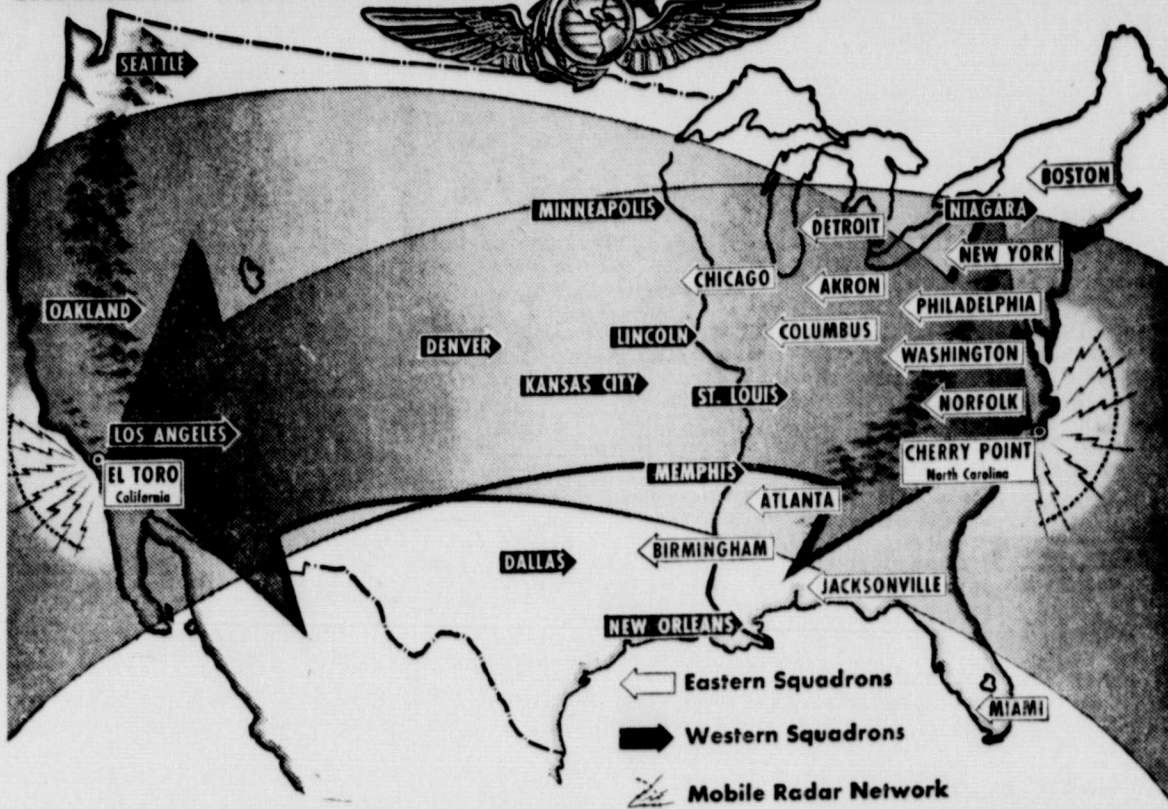 SEATTLE
BOSTON
MINNEAPOLIS
NIAGARA
DETROIT
NEW YORK
CHICAGO
AKRON
OAKLAND
PHILADELPHIA
DENVER
LINCOLN
COLUMBUS
WASHINGTON
KANSAS CITY
ST. LOUIS
NORFOLK
LOS ANGELES
CHERRY POINT
North Carolina
EL TORO
California
MEMPHIS
ATLANTA
DALLAS
BIRMINGHAM
JACKSONVILLE
NEW ORLEANS
Eastern Squadrons
MIAMI
Western Squadrons
Mobile Radar Network